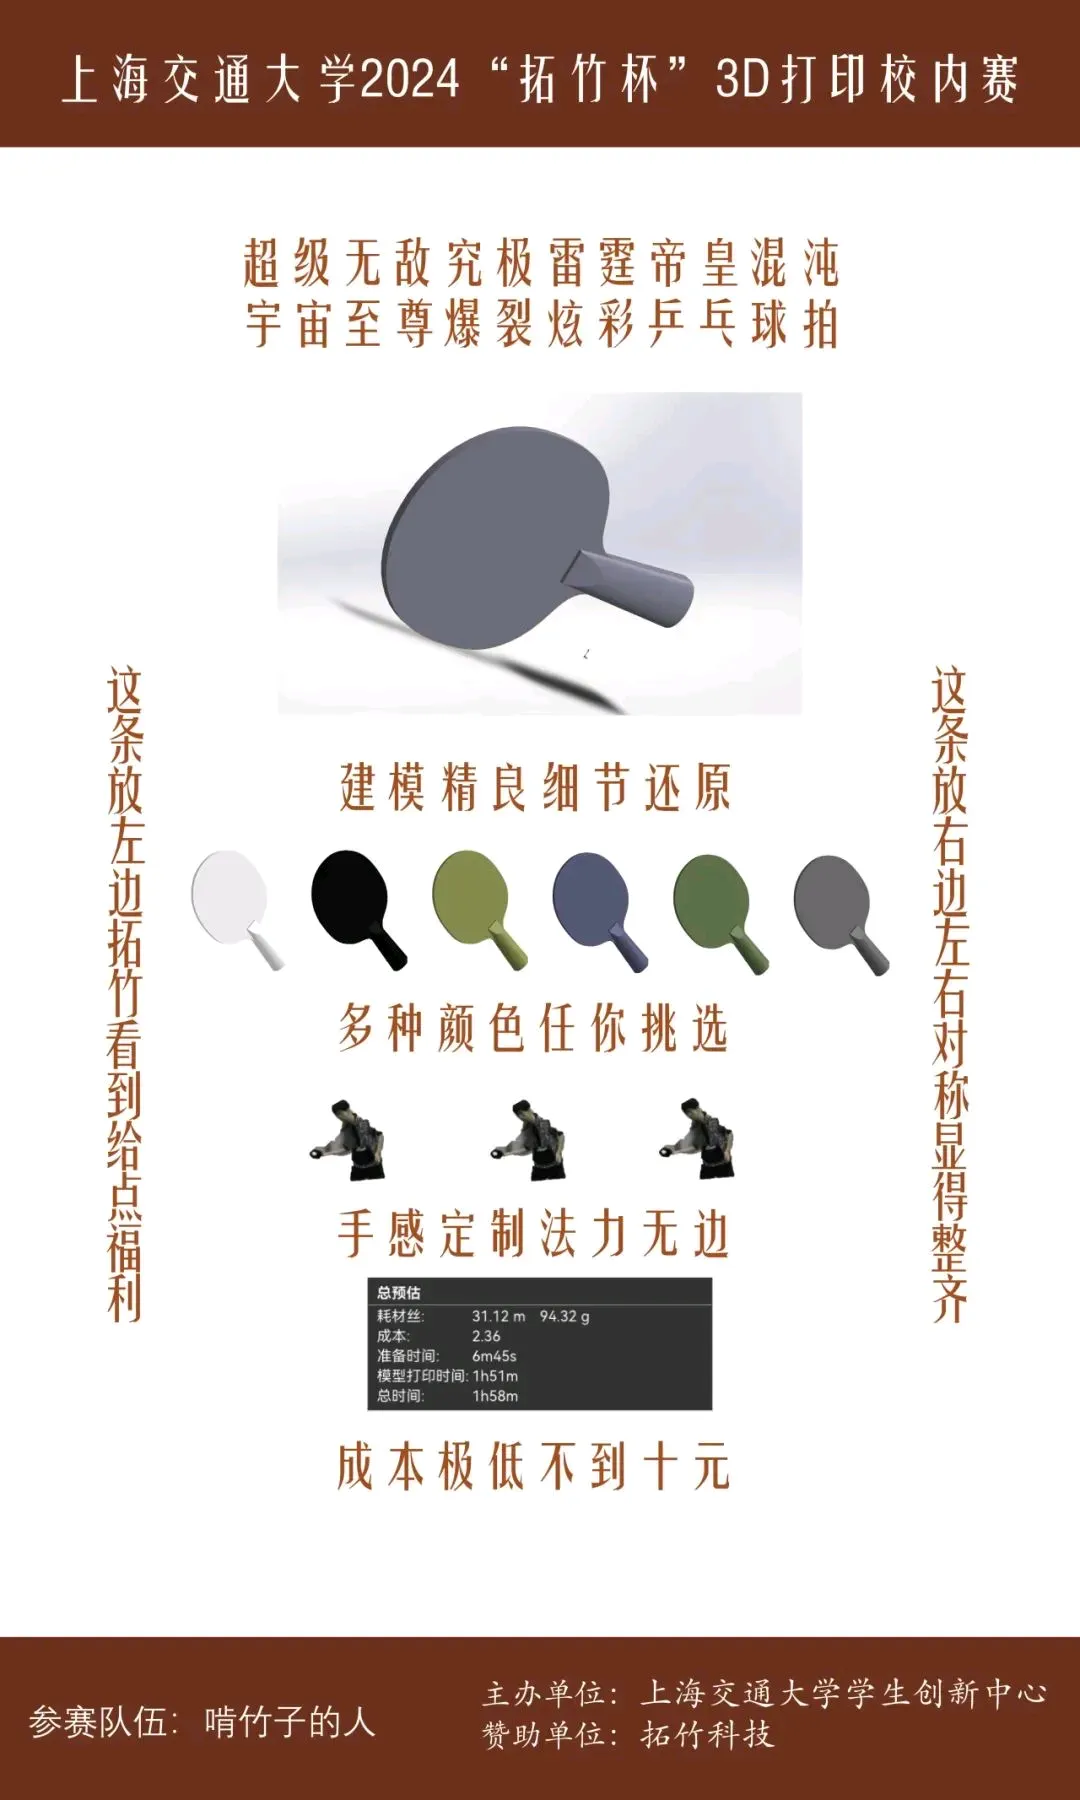 上海交通大学2024“拓竹杯”3D打印校内赛
超级无敌究极雷霆帝皇混沌
宇宙至尊爆裂炫彩乒乓球拍
这条放左边拓竹看到给点福利
这条放右边左右对称显得整齐
建模精良细节还原
多种颜色任你挑选
手感定制法力无边
总预估
耗材丝: 31.12 m 94.32 g
成本: 2.36
准备时间: 6m45s
模型打印时间: 1h51m
总时间: 1h58m
成本极低不到十元
参赛队伍：啃竹子的人
主办单位：上海交通大学学生创新中心
赞助单位：拓竹科技